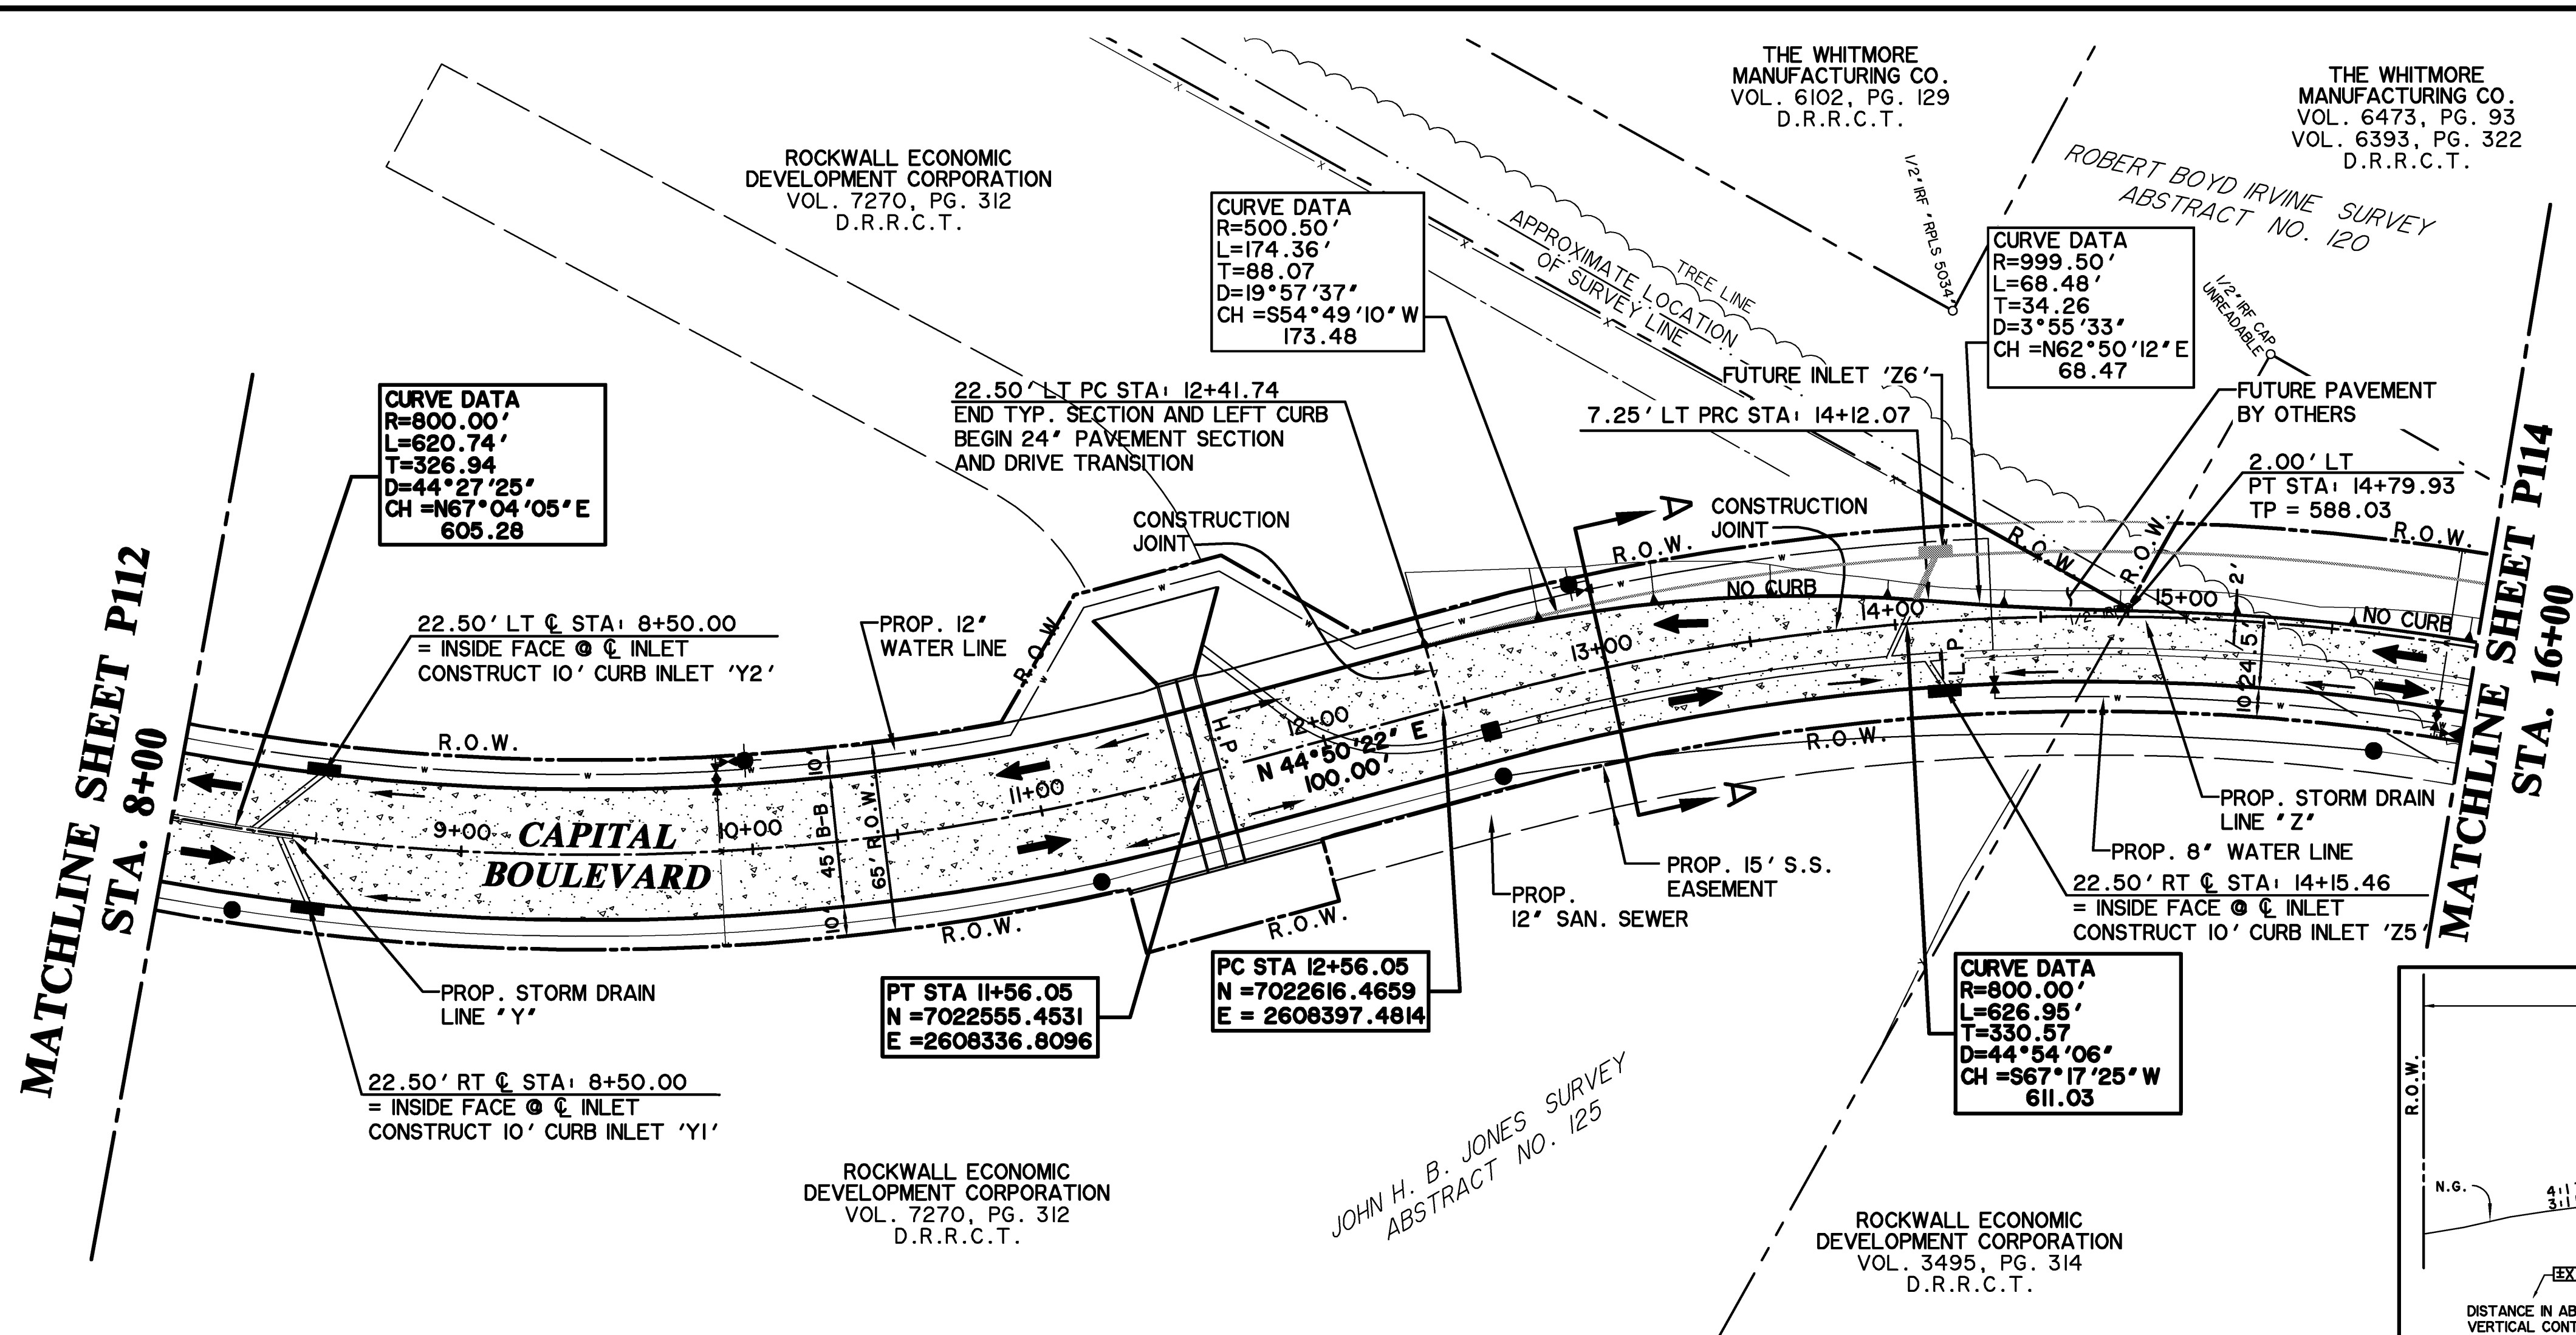 THE WHITMORE
MANUFACTURING CO.
VOL. 6102, PG. 129
D.R.R.C.T.
THE WHITMORE
MANUFACTURING CO.
VOL. 6473, PG. 93
VOL. 6393, PG. 322
D.R.R.C.T.
ROCKWALL ECONOMIC
DEVELOPMENT CORPORATION
VOL. 7270, PG. 312
D.R.R.C.T.
ROBERT BOYD IRVINE SURVEY
ABSTRACT NO. 120
1/2" IRF "RPLS 5034"
1/2" IRF CAP
UNREADABLE
APPROXIMATE LOCATION
OF SURVEY LINE
TREE LINE
CURVE DATA
R=500.50'
L=174.36'
T=88.07
D=19°57'37"
CH =S54°49'10" W
173.48
CURVE DATA
R=999.50'
L=68.48'
T=34.26
D=3°55'33"
CH =N62°50'12" E
68.47
CURVE DATA
R=800.00'
L=620.74'
T=326.94
D=44°27'25"
CH =N67°04'05" E
605.28
22.50' LT PC STA: 12+41.74
END TYP. SECTION AND LEFT CURB
BEGIN 24" PAVEMENT SECTION
AND DRIVE TRANSITION
FUTURE INLET 'Z6'
7.25' LT PRC STA: 14+12.07
FUTURE PAVEMENT
BY OTHERS
2.00' LT
PT STA: 14+79.93
TP = 588.03
MATCHLINE SHEET P112
STA. 8+00
MATCHLINE SHEET P114
STA. 16+00
CONSTRUCTION
JOINT
A
CONSTRUCTION
JOINT
R.O.W.
R.O.W.
R.O.W.
R.O.W.
NO CURB
NO CURB
22.50' LT ℄ STA: 8+50.00
= INSIDE FACE @ ℄ INLET
CONSTRUCT 10' CURB INLET 'Y2'
PROP. 12"
WATER LINE
R.O.W.
R.O.W.
9+00
10+00
11+00
12+00
13+00
14+00
15+00
CAPITAL
BOULEVARD
10'
45' B-B
65' R.O.W.
10'
H.P.
L.P.
N 44°50'22" E
100.00'
2'
24.5'
10'
R.O.W.
R.O.W.
R.O.W.
A
PROP. 15' S.S.
EASEMENT
PROP.
12" SAN. SEWER
PROP. STORM DRAIN
LINE "Z"
PROP. 8" WATER LINE
22.50' RT ℄ STA: 14+15.46
= INSIDE FACE @ ℄ INLET
CONSTRUCT 10' CURB INLET 'Z5'
PROP. STORM DRAIN
LINE "Y"
PT STA 11+56.05
N =7022555.4531
E =2608336.8096
PC STA 12+56.05
N =7022616.4659
E = 2608397.4814
CURVE DATA
R=800.00'
L=626.95'
T=330.57
D=44°54'06"
CH =S67°17'25" W
611.03
22.50' RT ℄ STA: 8+50.00
= INSIDE FACE @ ℄ INLET
CONSTRUCT 10' CURB INLET 'Y1'
JOHN H. B. JONES SURVEY
ABSTRACT NO. 125
ROCKWALL ECONOMIC
DEVELOPMENT CORPORATION
VOL. 7270, PG. 312
D.R.R.C.T.
ROCKWALL ECONOMIC
DEVELOPMENT CORPORATION
VOL. 3495, PG. 314
D.R.R.C.T.
R.O.W.
N.G.
4:1
3:1
DISTANCE IN
VERTICAL